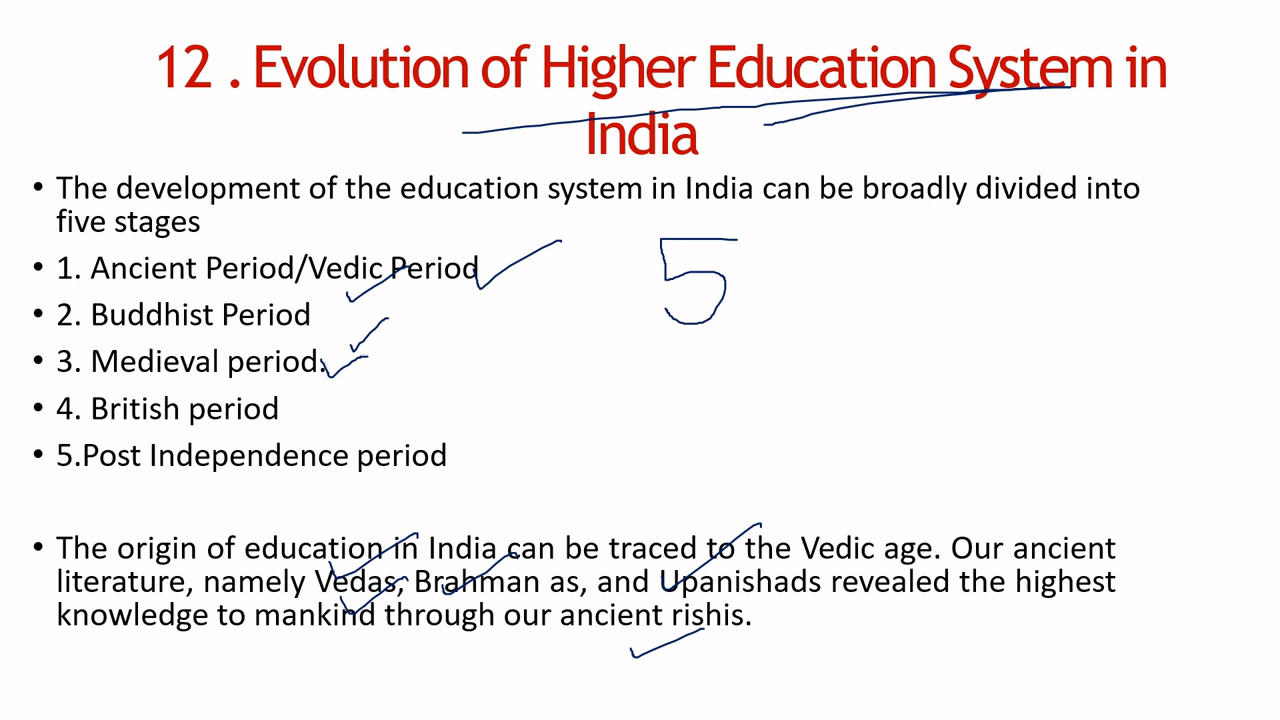 12 . Evolution of Higher Education System in
India
• The development of the education system in India can be broadly divided into
five stages
• 1. Ancient Period/Vedic Period
5
• 2. Buddhist Period
• 3. Medieval period.
• 4. British period
• 5.Post Independence period
• The origin of education in India can be traced to the Vedic age. Our ancient
literature, namely Vedas, Brahman as, and Upanishads revealed the highest
knowledge to mankind through our ancient rishis.